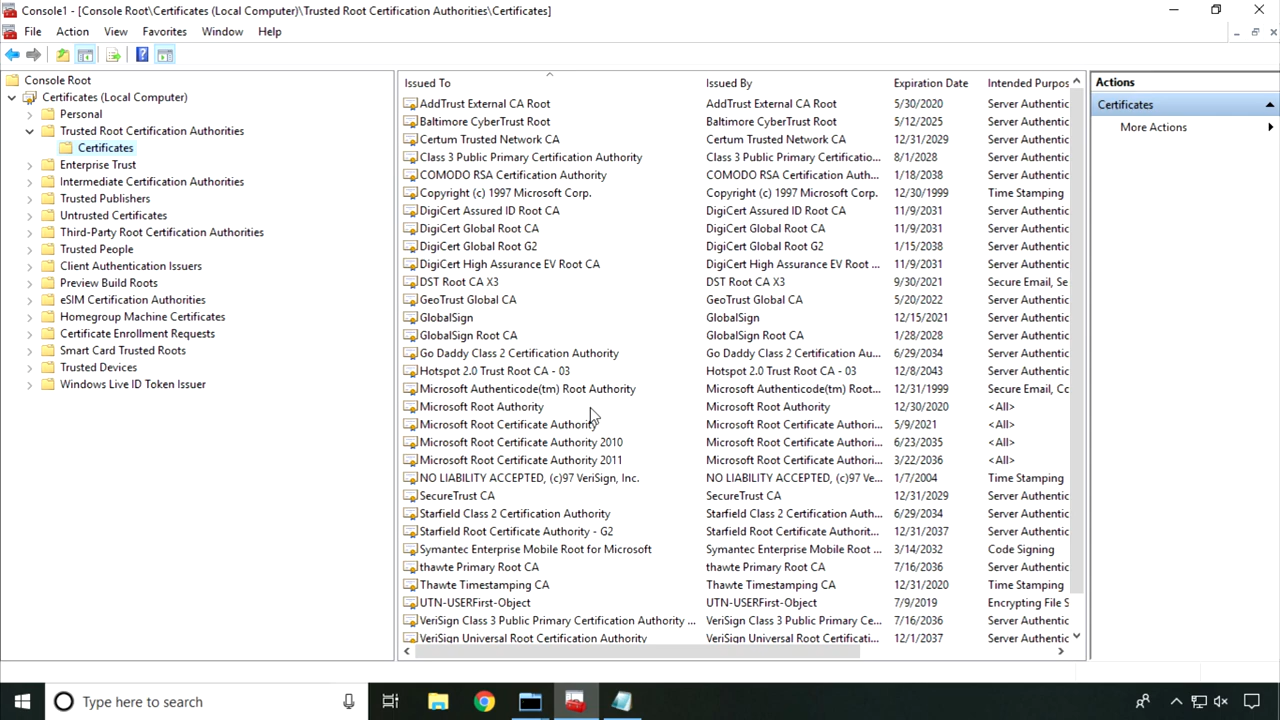 Console1 - [Console Root\Certificates (Local Computer)\Trusted Root Certification Authorities\Certificates]
File Action View Favorites Window Help
Console Root
Certificates (Local Computer)
Personal
Trusted Root Certification Authorities
Certificates
Enterprise Trust
Intermediate Certification Authorities
Trusted Publishers
Untrusted Certificates
Third-Party Root Certification Authorities
Trusted People
Client Authentication Issuers
Preview Build Roots
eSIM Certification Authorities
Homegroup Machine Certificates
Certificate Enrollment Requests
Smart Card Trusted Roots
Trusted Devices
Windows Live ID Token Issuer
Issued To Issued By Expiration Date Intended Purpos
AddTrust External CA Root AddTrust External CA Root 5/30/2020 Server Authentic
Baltimore CyberTrust Root Baltimore CyberTrust Root 5/12/2025 Server Authentic
Certum Trusted Network CA Certum Trusted Network CA 12/31/2029 Server Authentic
Class 3 Public Primary Certification Authority Class 3 Public Primary Certificatio... 8/1/2028 Server Authentic
COMODO RSA Certification Authority COMODO RSA Certification Auth... 1/18/2038 Server Authentic
Copyright (c) 1997 Microsoft Corp. Copyright (c) 1997 Microsoft Corp. 12/30/1999 Time Stamping
DigiCert Assured ID Root CA DigiCert Assured ID Root CA 11/9/2031 Server Authentic
DigiCert Global Root CA DigiCert Global Root CA 11/9/2031 Server Authentic
DigiCert Global Root G2 DigiCert Global Root G2 1/15/2038 Server Authentic
DigiCert High Assurance EV Root CA DigiCert High Assurance EV Root ... 11/9/2031 Server Authentic
DST Root CA X3 DST Root CA X3 9/30/2021 Secure Email, Se
GeoTrust Global CA GeoTrust Global CA 5/20/2022 Server Authentic
GlobalSign GlobalSign 12/15/2021 Server Authentic
GlobalSign Root CA GlobalSign Root CA 1/28/2028 Server Authentic
Go Daddy Class 2 Certification Authority Go Daddy Class 2 Certification Au... 6/29/2034 Server Authentic
Hotspot 2.0 Trust Root CA - 03 Hotspot 2.0 Trust Root CA - 03 12/8/2043 Server Authentic
Microsoft Authenticode(tm) Root Authority Microsoft Authenticode(tm) Root... 12/31/1999 Secure Email, Co
Microsoft Root Authority Microsoft Root Authority 12/30/2020 <All>
Microsoft Root Certificate Authority Microsoft Root Certificate Authori... 5/9/2021 <All>
Microsoft Root Certificate Authority 2010 Microsoft Root Certificate Authori... 6/23/2035 <All>
Microsoft Root Certificate Authority 2011 Microsoft Root Certificate Authori... 3/22/2036 <All>
NO LIABILITY ACCEPTED, (c)97 VeriSign, Inc. NO LIABILITY ACCEPTED, (c)97 Ve... 1/7/2004 Time Stamping
SecureTrust CA SecureTrust CA 12/31/2029 Server Authentic
Starfield Class 2 Certification Authority Starfield Class 2 Certification Auth... 6/29/2034 Server Authentic
Starfield Root Certificate Authority - G2 Starfield Root Certificate Authorit... 12/31/2037 Server Authentic
Symantec Enterprise Mobile Root for Microsoft Symantec Enterprise Mobile Root ... 3/14/2032 Code Signing
thawte Primary Root CA thawte Primary Root CA 7/16/2036 Server Authentic
Thawte Timestamping CA Thawte Timestamping CA 12/31/2020 Time Stamping
UTN-USERFirst-Object UTN-USERFirst-Object 7/9/2019 Encrypting File S
VeriSign Class 3 Public Primary Certification Authority ... VeriSign Class 3 Public Primary Ce... 7/16/2036 Server Authentic
VeriSign Universal Root Certification Authority VeriSign Universal Root Certificati... 12/1/2037 Server Authentic
Actions
Certificates
More Actions
Type here to search